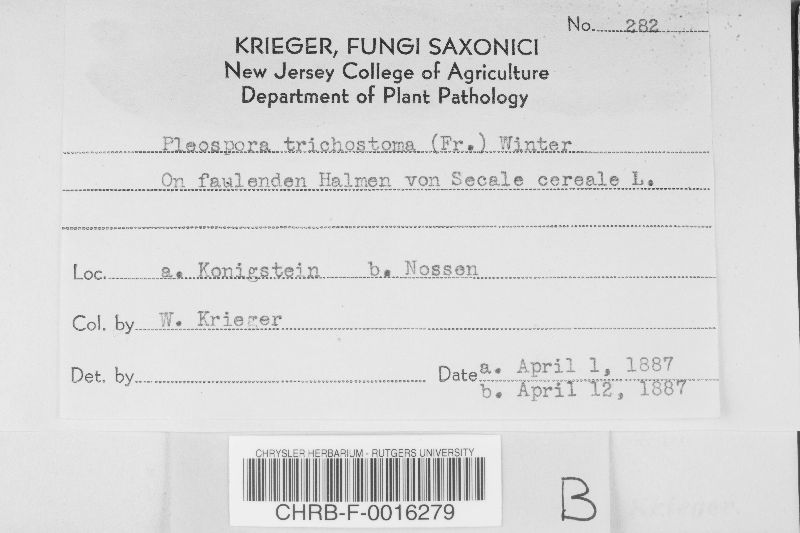 No. 282
KRIEGER, FUNGI SAXONICI
New Jersey College of Agriculture
Department of Plant Pathology
Pleospora trichostoma (Fr.) Winter
On faulenden Halmen von Secale cereale L.
Loc. a. Konigstein b. Nossen
Col. by W. Krieger
Det. by Date a. April 1, 1887
b. April 12, 1887
CHRYSLER HERBARIUM - RUTGERS UNIVERSITY
CHRB-F-0016279
B
Krieger.